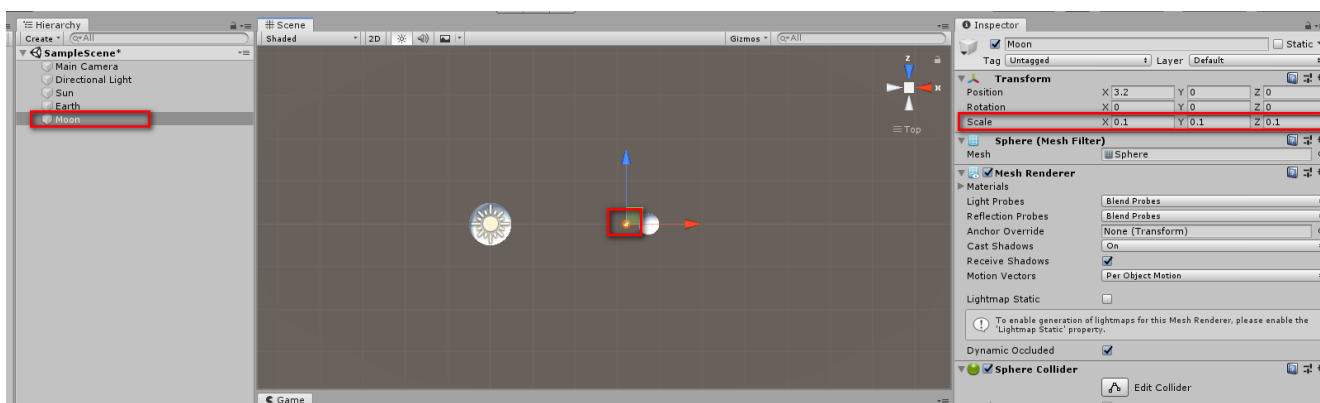 Hierarchy
Create All
SampleScene*
Main Camera
Directional Light
Sun
Earth
Moon
# Scene
Shaded 2D Gizmos All
z
x
Top
Game
Inspector
Moon Static
Tag Untagged Layer Default
Transform
Position X 3.2 Y 0 Z 0
Rotation X 0 Y 0 Z 0
Scale X 0.1 Y 0.1 Z 0.1
Sphere (Mesh Filter)
Mesh Sphere
Mesh Renderer
Materials
Light Probes Blend Probes
Reflection Probes Blend Probes
Anchor Override None (Transform)
Cast Shadows On
Receive Shadows
Motion Vectors Per Object Motion
Lightmap Static
To enable generation of lightmaps for this Mesh Renderer, please enable the
'Lightmap Static' property.
Dynamic Occluded
Sphere Collider
Edit Collider